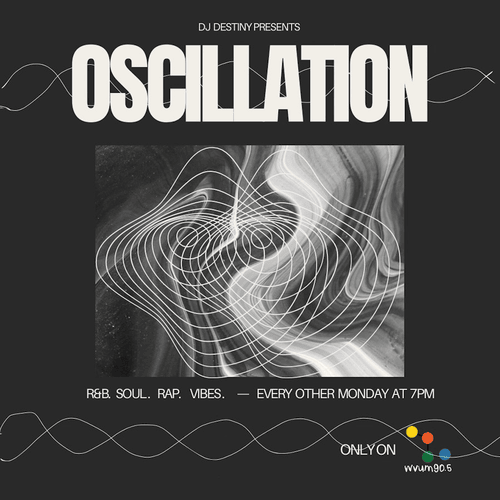 DJ DESTINY PRESENTS
OSCILLATION
R&B. SOUL. RAP. VIBES. — EVERY OTHER MONDAY AT 7PM
ONLY ON
wvum90.5